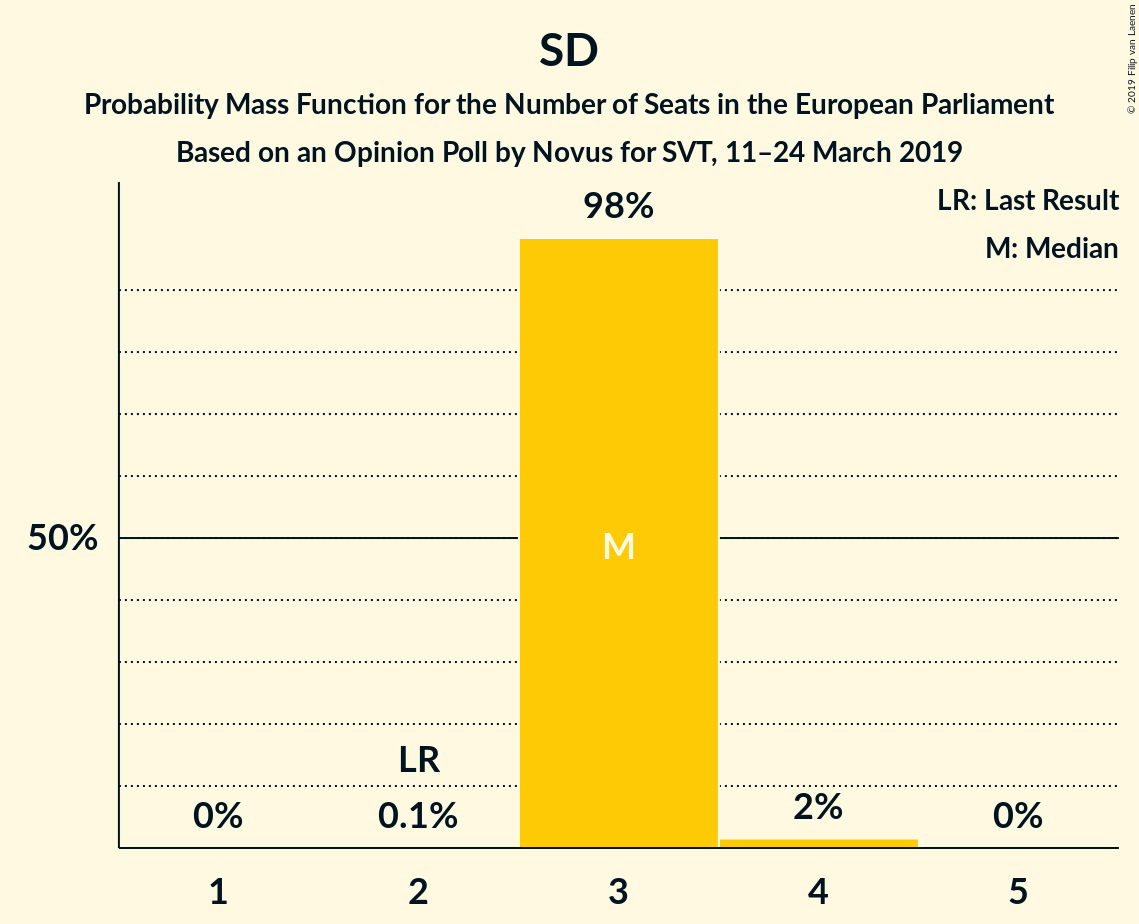 SD
Probability Mass Function for the Number of Seats in the European Parliament
Based on an Opinion Poll by Novus for SVT, 11–24 March 2019
© 2019 Filip van Laenen
LR: Last Result
M: Median
98%
50%
M
LR
0%
0.1%
2%
0%
1
2
3
4
5